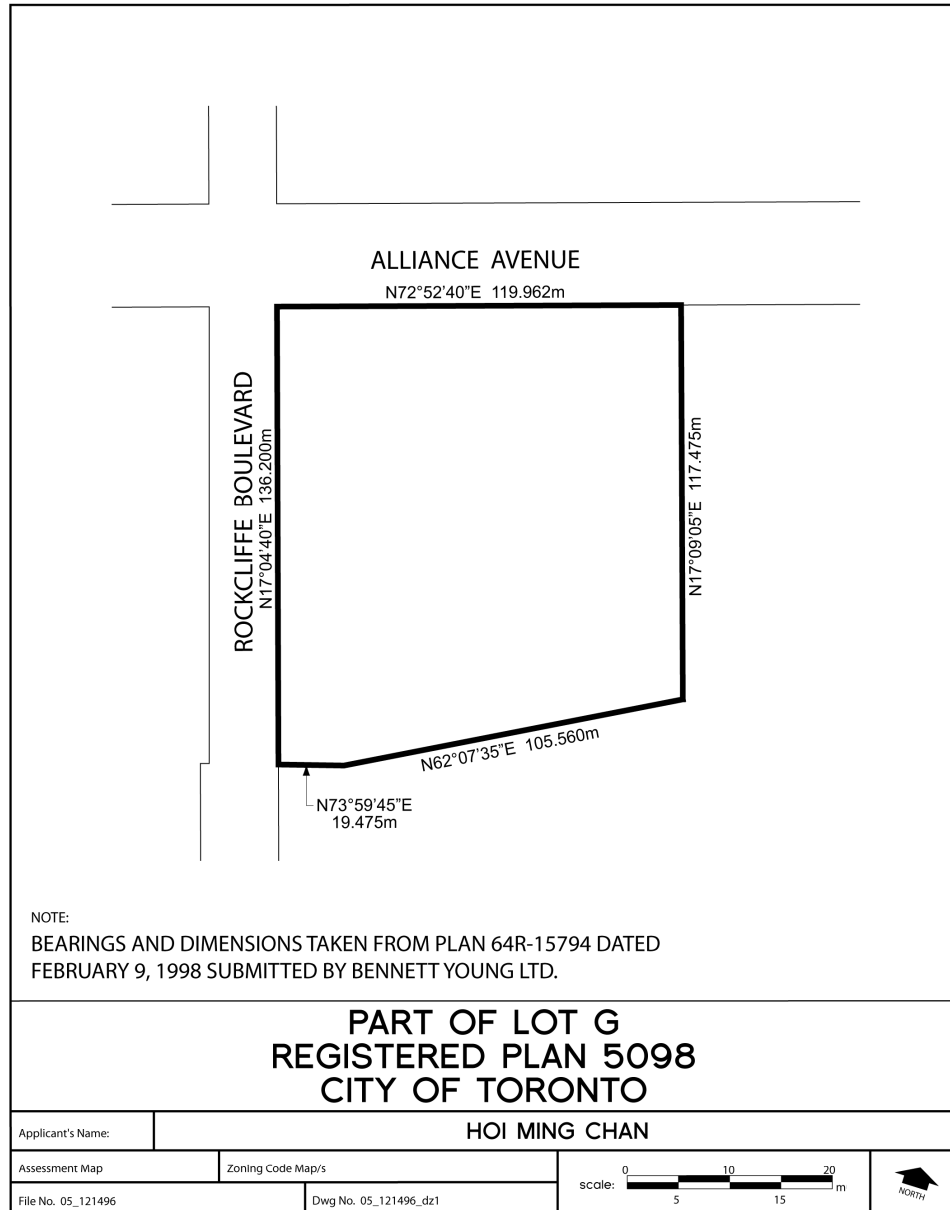 ALLIANCE AVENUE
N72°52'40"E 119.962m
ROCKCLIFFE BOULEVARD
N17°04'40"E 136.200m
N17°09'05"E 117.475m
N62°07'35"E 105.560m
N73°59'45"E
19.475m
NOTE:
BEARINGS AND DIMENSIONS TAKEN FROM PLAN 64R-15794 DATED
FEBRUARY 9, 1998 SUBMITTED BY BENNETT YOUNG LTD.
PART OF LOT G
REGISTERED PLAN 5098
CITY OF TORONTO
Applicant's Name:
HOI MING CHAN
Assessment Map
Zoning Code Map/s
File No. 05_121496
Dwg No. 05_121496_dz1
0 10 20
scale: m
5 15
NORTH